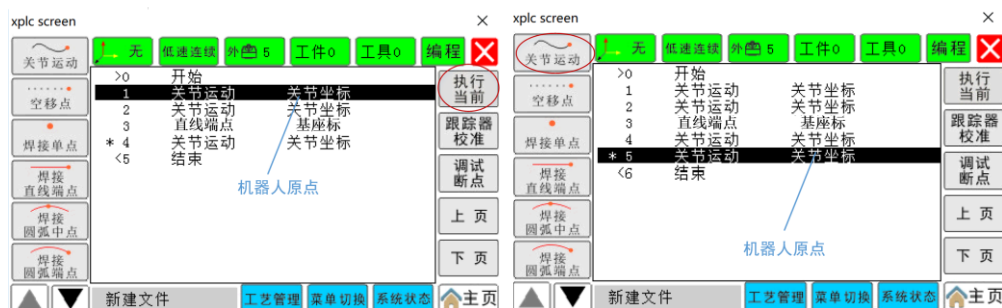 xplc screen
×
关节运动
无
低速连续
外曹 5
工件0
工具0
编程
空移点
焊接单点
焊接
直线端点
焊接
圆弧中点
焊接
圆弧端点
>0 开始
1 关节运动 关节坐标
2 关节运动 关节坐标
3 直线端点 基座标
* 4 关节运动 关节坐标
<5 结束
机器人原点
执行
当前
跟踪器
校准
调试
断点
上 页
下 页
新建文件
工艺管理
菜单切换
系统状态
主页
xplc screen
×
关节运动
无
低速连续
外曹 5
工件0
工具0
编程
空移点
焊接单点
焊接
直线端点
焊接
圆弧中点
焊接
圆弧端点
>0 开始
1 关节运动 关节坐标
2 关节运动 关节坐标
3 直线端点 基座标
4 关节运动 关节坐标
* 5 关节运动 关节坐标
<6 结束
机器人原点
执行
当前
跟踪器
校准
调试
断点
上 页
下 页
新建文件
工艺管理
菜单切换
系统状态
主页